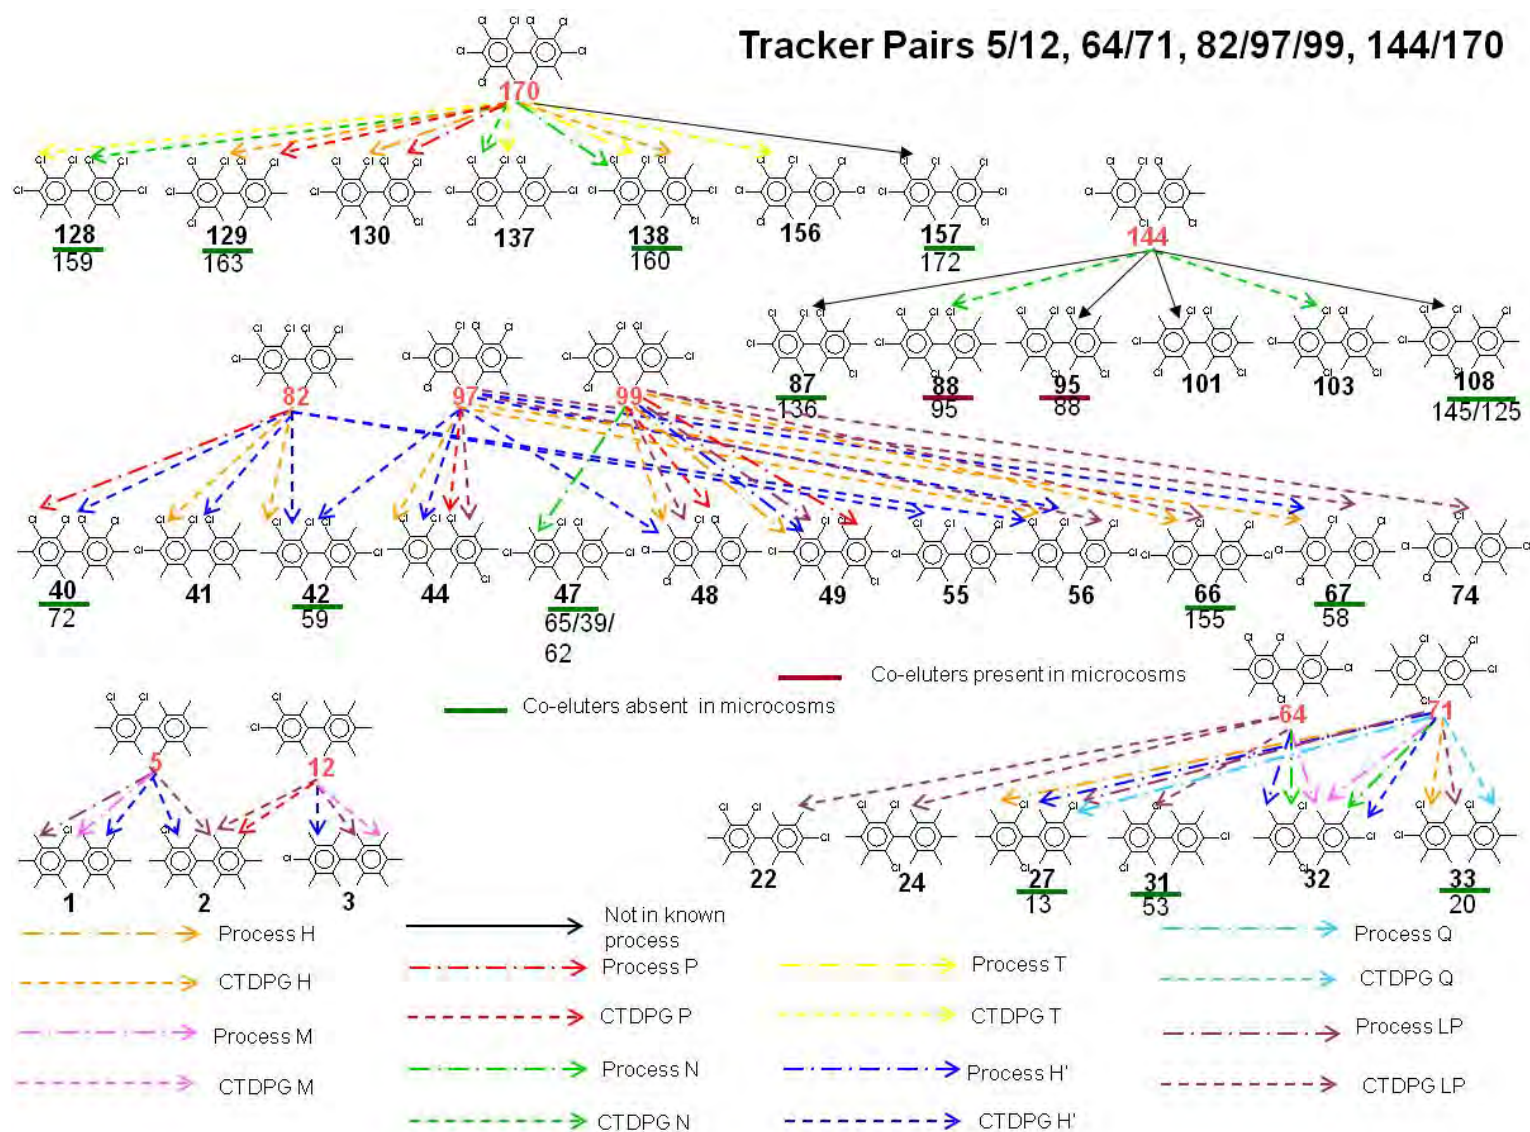 Tracker Pairs 5/12, 64/71, 82/97/99, 144/170
170
128
159
129
163
130
137
138
160
156
157
172
144
87
136
88
95
95
88
101
103
108
145/125
82
97
99
40
72
41
42
59
44
47
65/39/
62
48
49
55
56
66
155
67
58
74
Co-eluters present in microcosms
Co-eluters absent in microcosms
64
71
5
12
1
2
3
22
24
27
13
31
53
32
33
20
Process H
CTDPG H
Process M
CTDPG M
Not in known
process
Process P
CTDPG P
Process N
CTDPG N
Process T
CTDPG T
Process H'
CTDPG H'
Process Q
CTDPG Q
Process LP
CTDPG LP